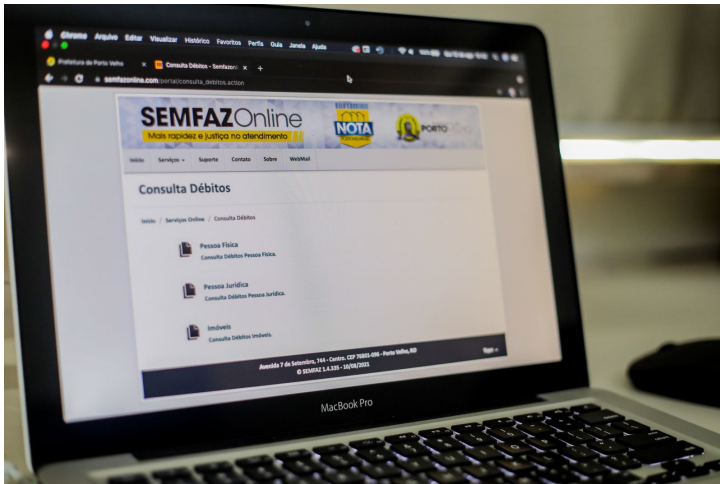 Chrome Arquivo Editar Visualizar Histórico Favoritos Perfis Guia Janela Ajuda
Prefeitura de Porto Velho × Consulta Débitos - Semfazonli × +
semfazonline.com/portal/consulta_debitos.action
SEMFAZOnline
Mais rapidez e justiça no atendimento
NOTA
PORTO
Início Serviços Suporte Contato Sobre WebMail
Consulta Débitos
Início / Serviços Online / Consulta Débitos
Pessoa Física
Consulta Débitos Pessoa Física.
Pessoa Jurídica
Consulta Débitos Pessoa Jurídica.
Imóveis
Consulta Débitos Imóveis.
Avenida 7 de Setembro, 744 - Centro. CEP 76801-096 - Porto Velho, RO
© SEMFAZ 1.4.335 - 10/08/2021
MacBook Pro